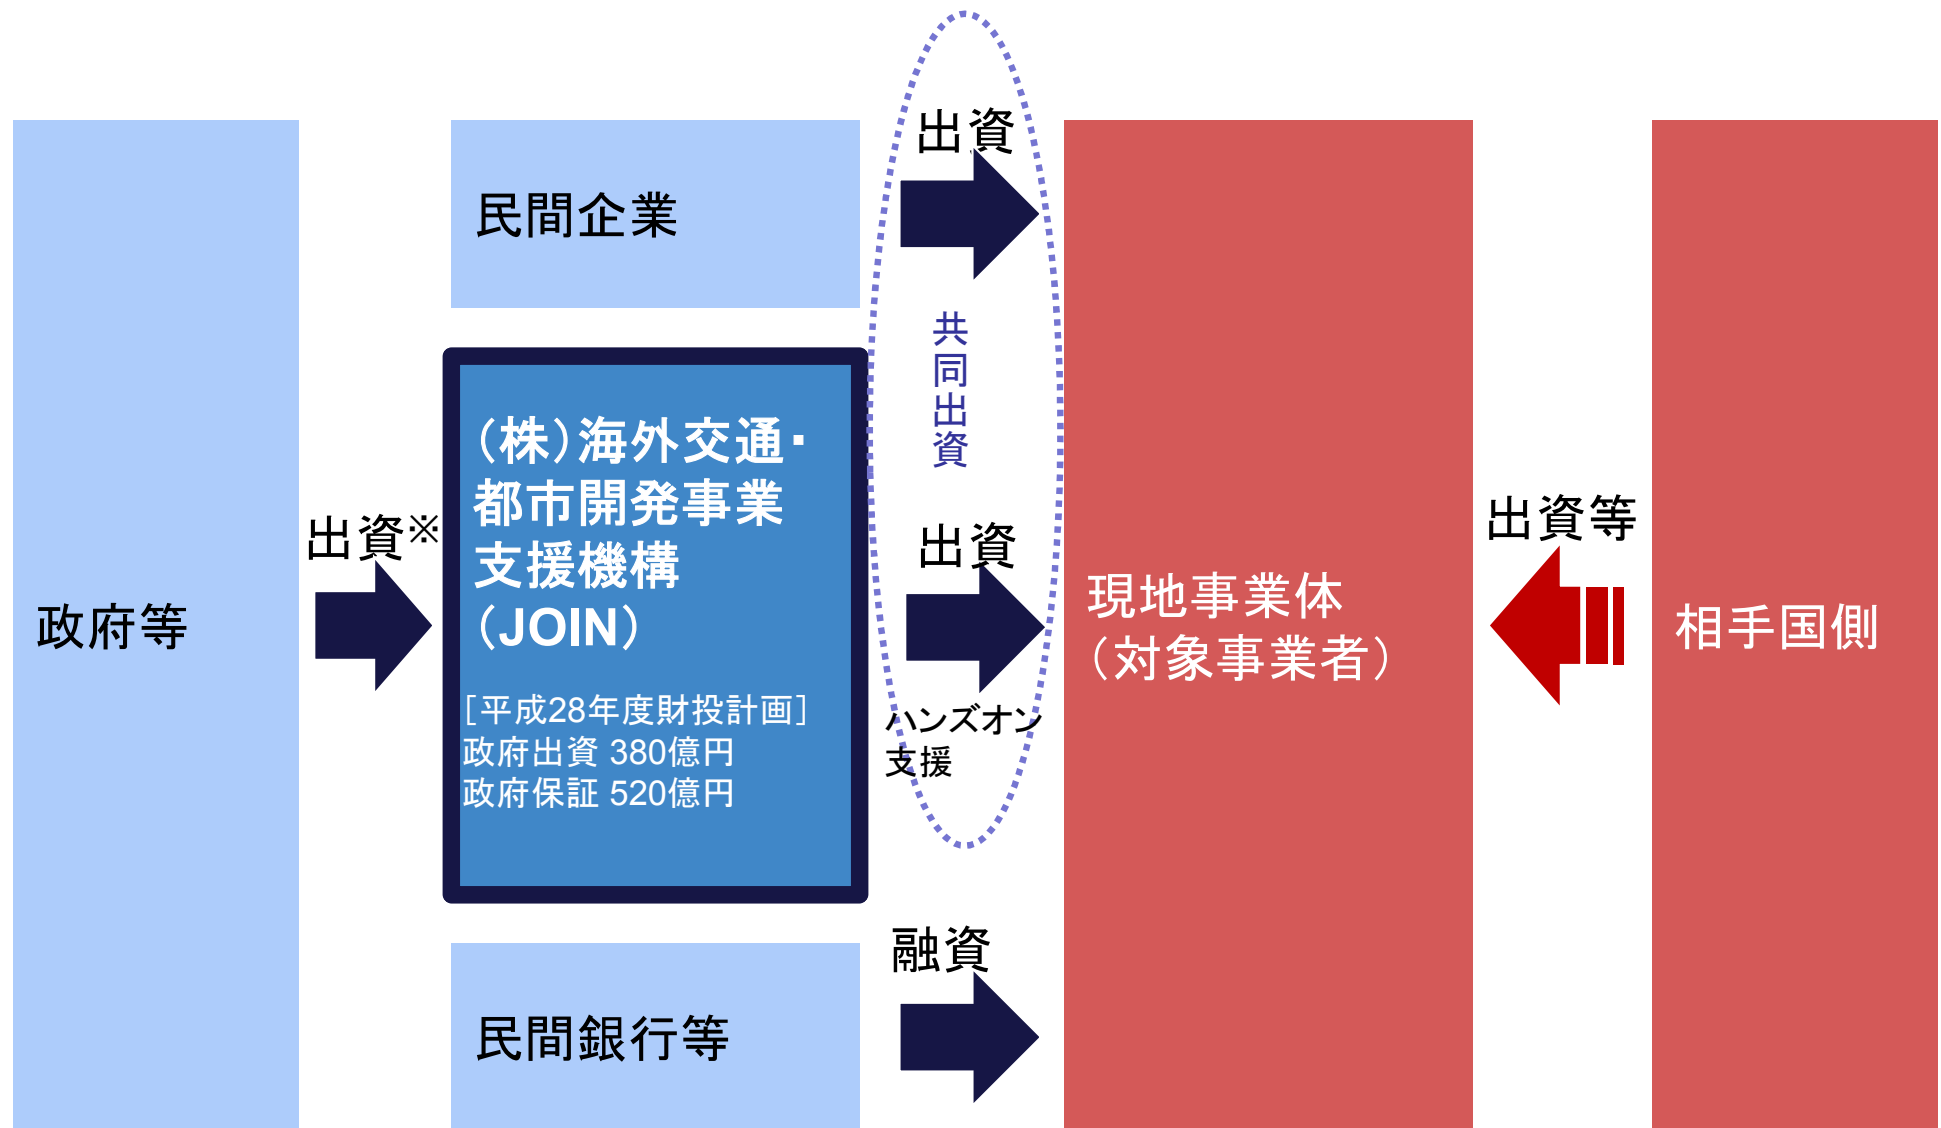 政府等
出資※
民間企業
（株）海外交通・
都市開発事業
支援機構
（JOIN）
［平成28年度財投計画］
政府出資 380億円
政府保証 520億円
民間銀行等
出資
共同出資
出資
ハンズオン
支援
融資
現地事業体
（対象事業者）
出資等
相手国側